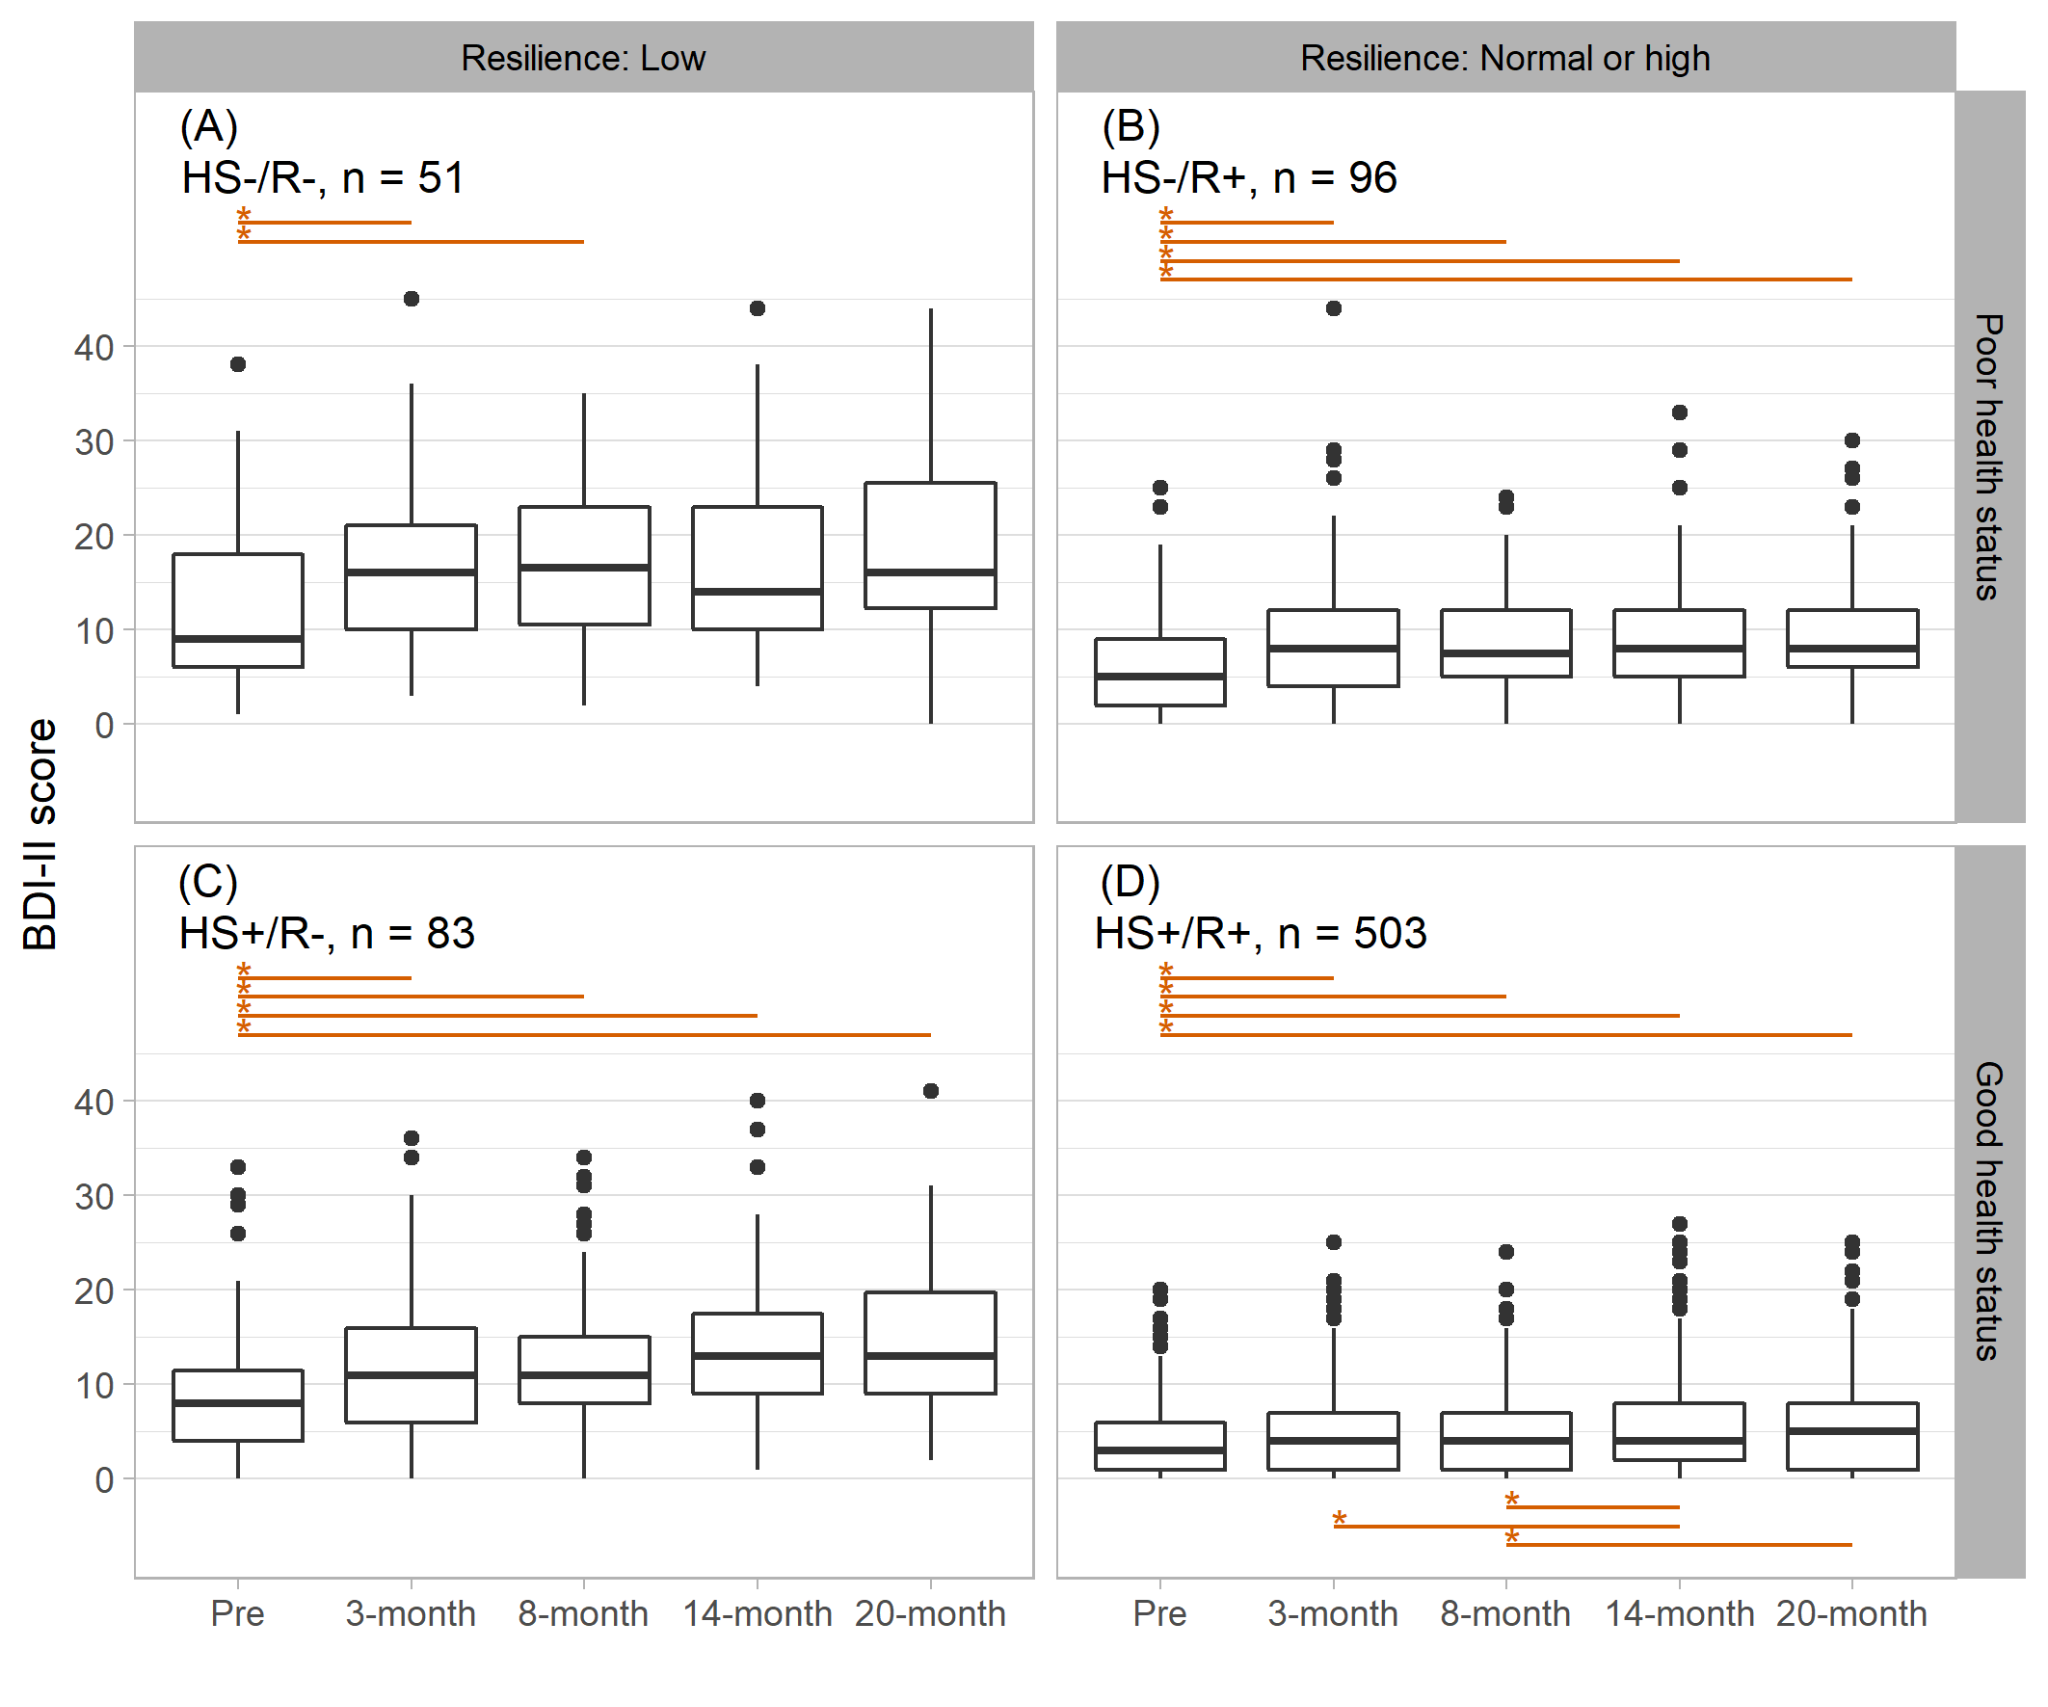 Resilience: Low
Resilience: Normal or high
(A)
HS-/R-, n = 51
*
*
(B)
HS-/R+, n = 96
*
*
*
*
40
30
20
10
0
Poor health status
BDI-II score
(C)
HS+/R-, n = 83
*
*
*
*
(D)
HS+/R+, n = 503
*
*
*
*
40
30
20
10
0
*
*
*
Good health status
Pre 3-month 8-month 14-month 20-month
Pre 3-month 8-month 14-month 20-month